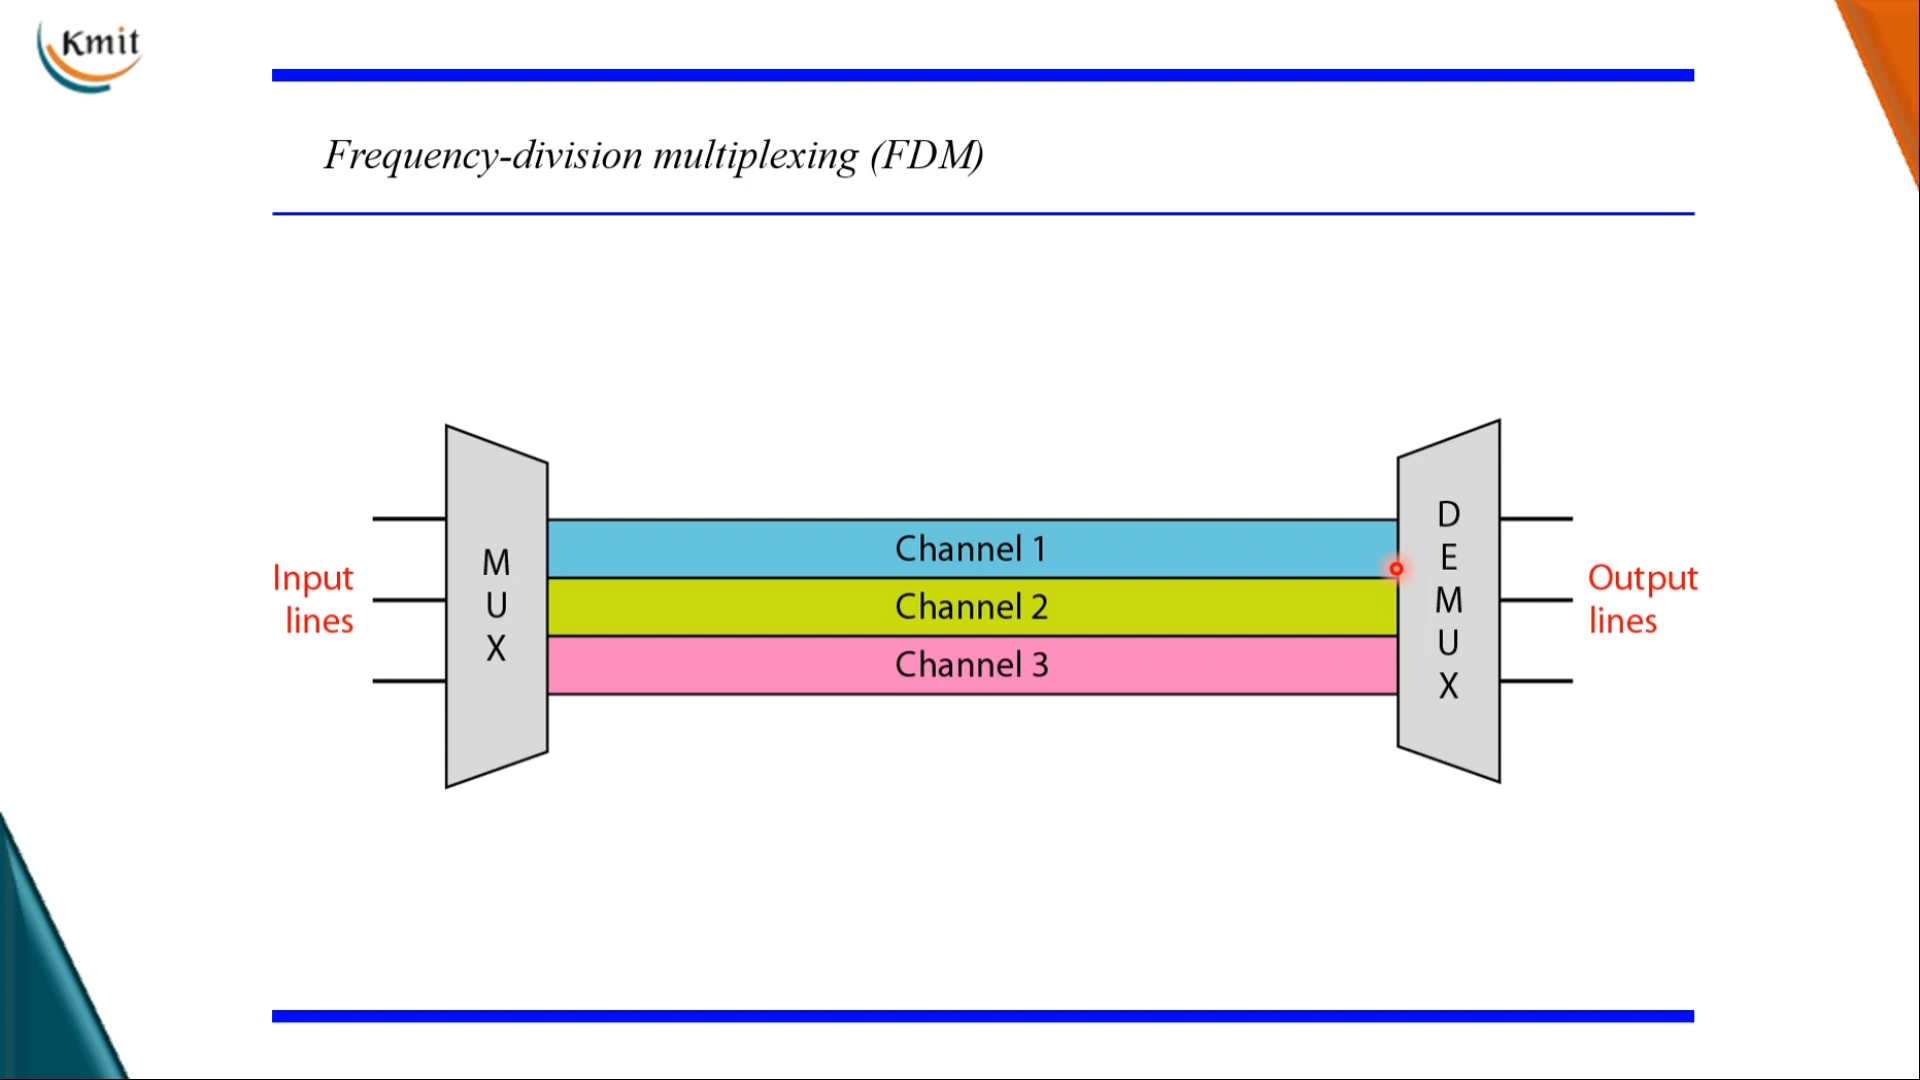 Kmit
Frequency-division multiplexing (FDM)
Input
lines
M
U
X
Channel 1
Channel 2
Channel 3
D
E
M
U
X
Output
lines